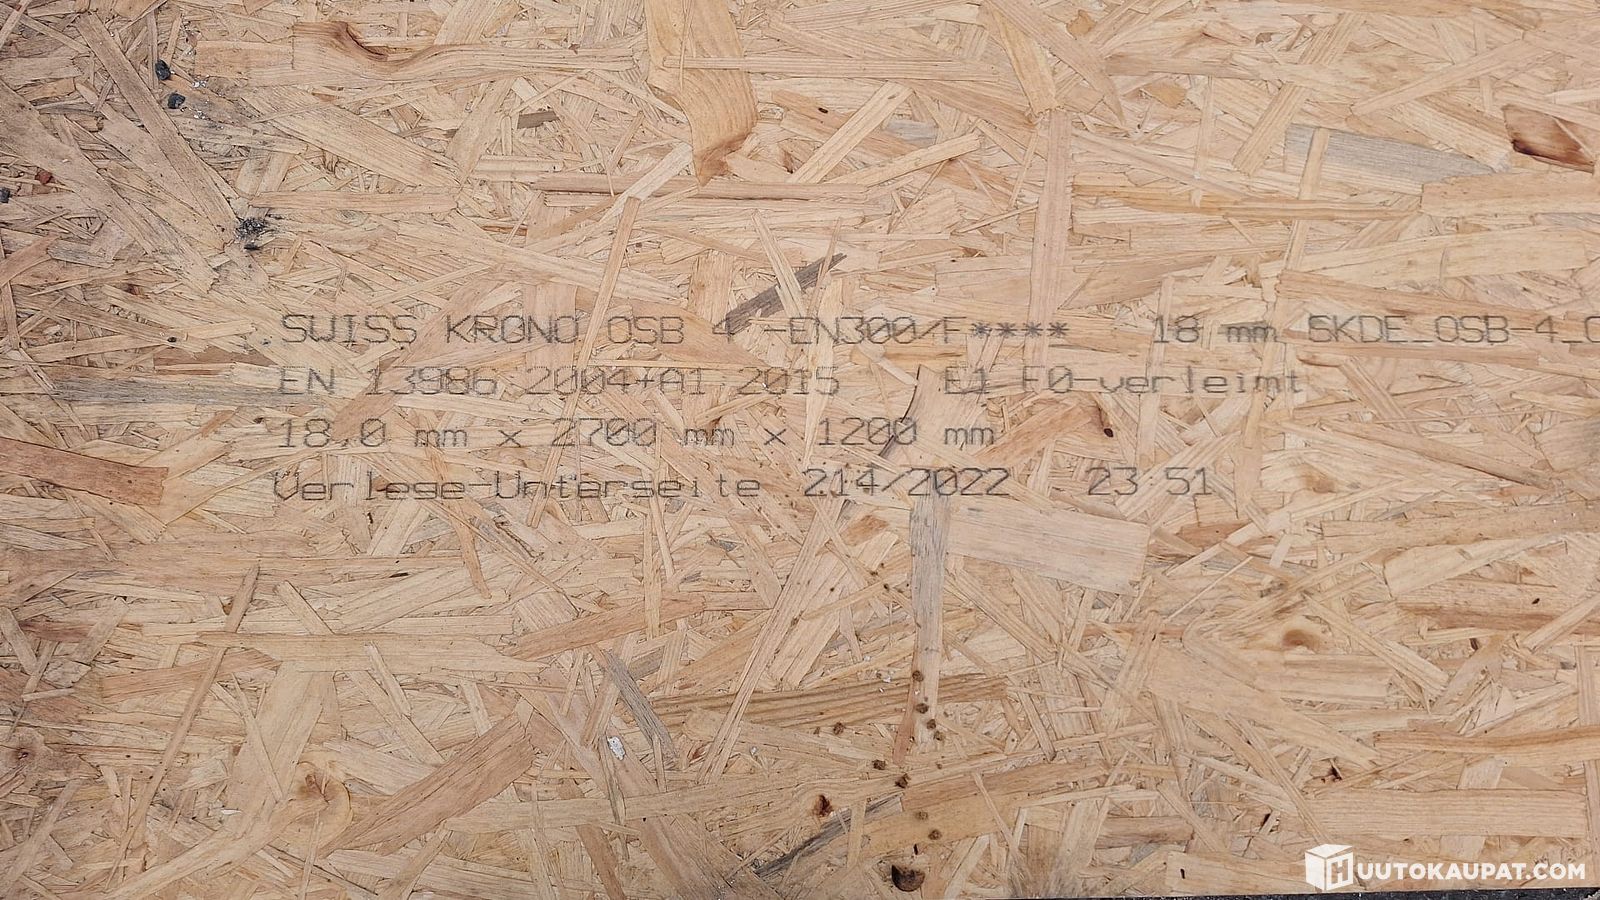 SWISS KRONO OSB 4 -EN300/F**** 18 mm SKDE_OSB-4_
EN 13986:2004+A1:2015 E1 F0-verleimt
18.0 mm x 2700 mm x 1200 mm
Verlege-Unterseite 214/2022 23:51
HUUTOKAUPAT.COM